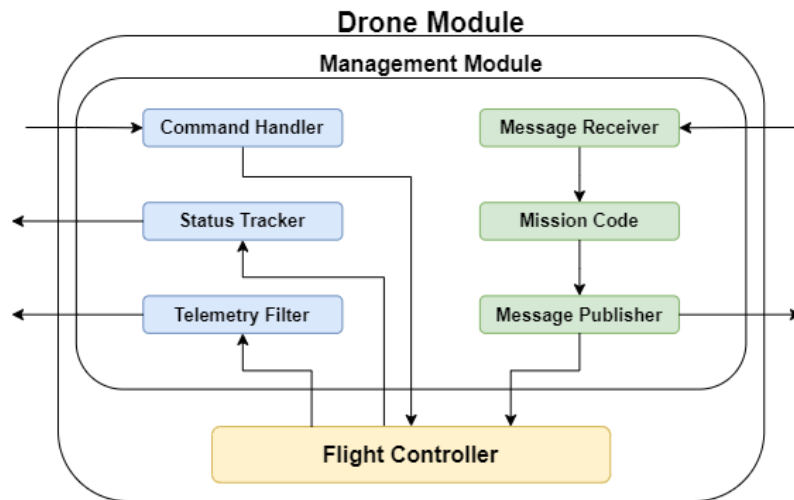 Drone Module
Management Module
Command Handler
Message Receiver
Status Tracker
Mission Code
Telemetry Filter
Message Publisher
Flight Controller